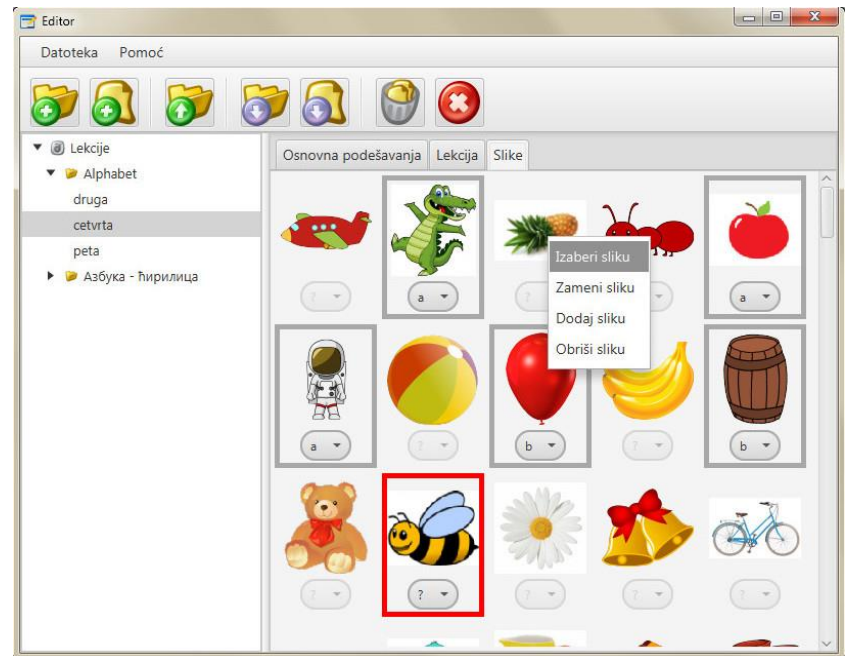 Editor
Datoteka Pomoć
Lekcije
Alphabet
druga
cetvrta
peta
Азбука - ћирилица
Osnovna podešavanja Lekcija Slike
? a ? ? a
Izaberi sliku
Zameni sliku
Dodaj sliku
Obriši sliku
a ? b ? b
? ? ? ? ?